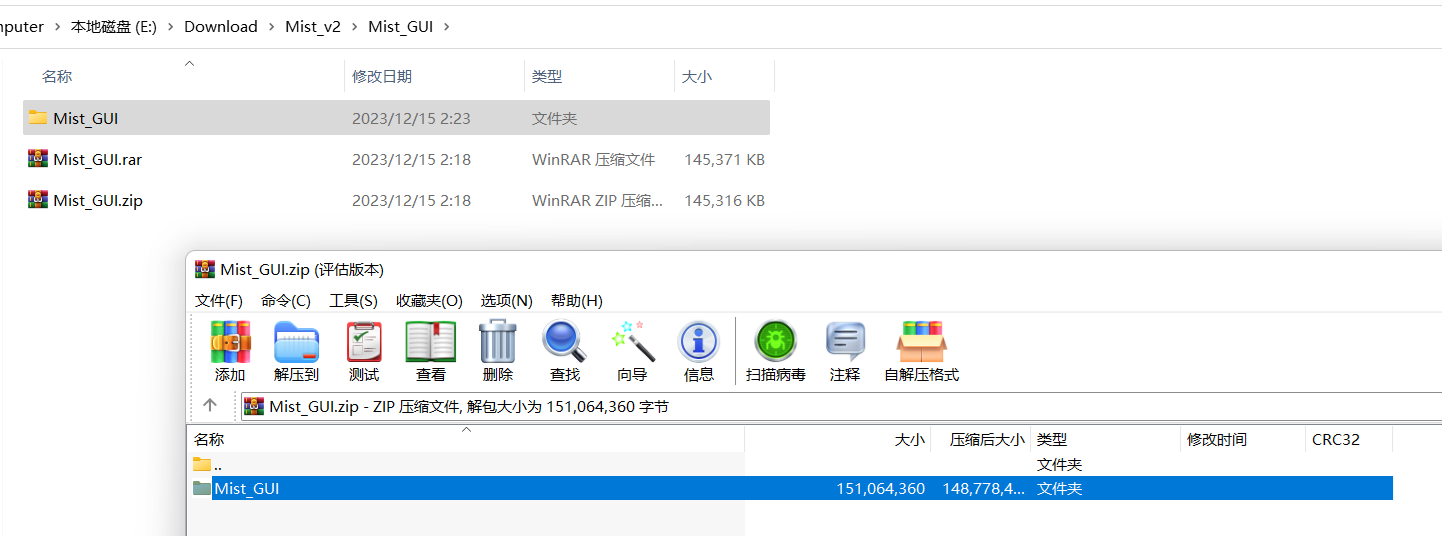 mputer > 本地磁盘 (E:) > Download > Mist_v2 > Mist_GUI >
名称 修改日期 类型 大小
Mist_GUI 2023/12/15 2:23 文件夹
Mist_GUI.rar 2023/12/15 2:18 WinRAR 压缩文件 145,371 KB
Mist_GUI.zip 2023/12/15 2:18 WinRAR ZIP 压缩... 145,316 KB
Mist_GUI.zip (评估版本)
文件(F) 命令(C) 工具(S) 收藏夹(O) 选项(N) 帮助(H)
添加 解压到 测试 查看 删除 查找 向导 信息 扫描病毒 注释 自解压格式
Mist_GUI.zip - ZIP 压缩文件, 解包大小为 151,064,360 字节
名称 大小 压缩后大小 类型 修改时间 CRC32
.. 文件夹
Mist_GUI 151,064,360 148,778,4... 文件夹